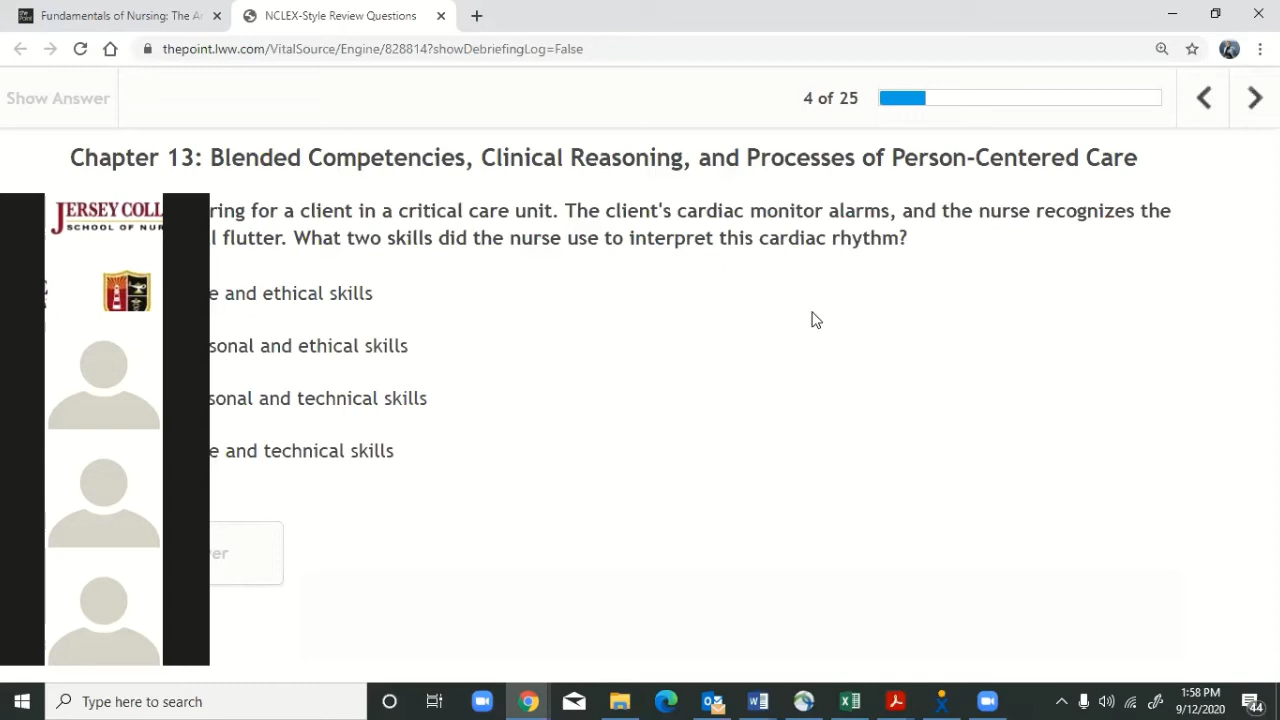 Fundamentals of Nursing: The A
NCLEX-Style Review Questions
thepoint.lww.com/VitalSource/Engine/828814?showDebriefingLog=False
Show Answer
4 of 25
Chapter 13: Blended Competencies, Clinical Reasoning, and Processes of Person-Centered Care
ring for a client in a critical care unit. The client's cardiac monitor alarms, and the nurse recognizes the
l flutter. What two skills did the nurse use to interpret this cardiac rhythm?
e and ethical skills
sonal and ethical skills
sonal and technical skills
e and technical skills
er
JERSEY COLL
SCHOOL OF NUR
Type here to search
1:58 PM
9/12/2020
44